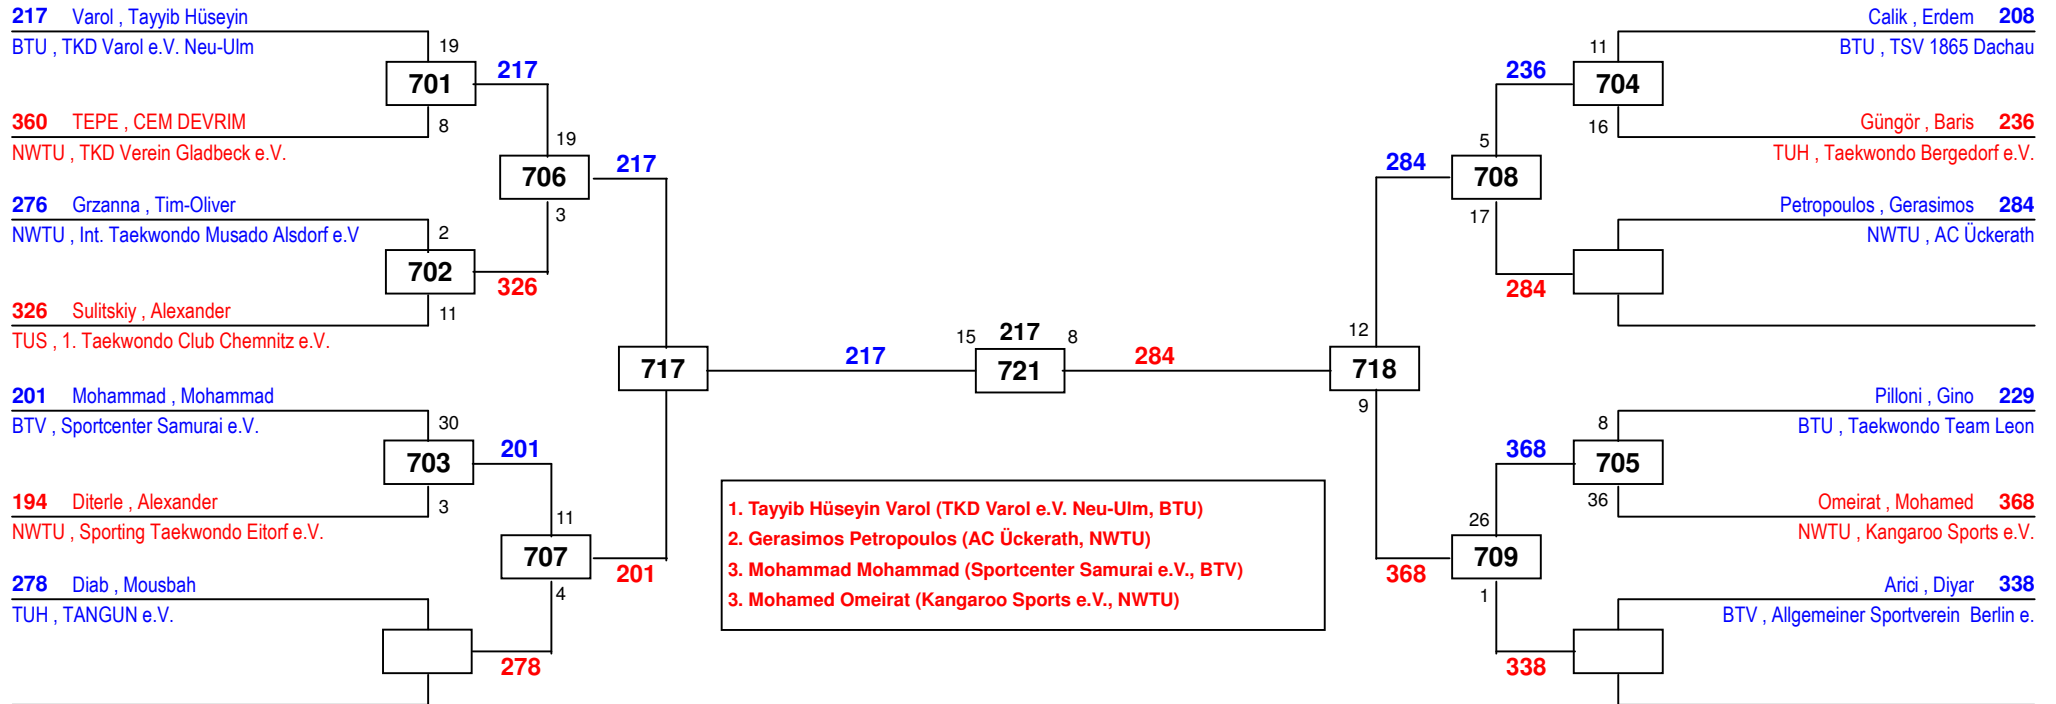 217 Varol , Tayyib Hüseyin
BTU , TKD Varol e.V. Neu-Ulm
19
701
217
8
360 TEPE , CEM DEVRIM
NWTU , TKD Verein Gladbeck e.V.
19
706
217
3
276 Grzanna , Tim-Oliver
NWTU , Int. Taekwondo Musado Alsdorf e.V
2
702
326
11
326 Sulitskiy , Alexander
TUS , 1. Taekwondo Club Chemnitz e.V.
717
217
201 Mohammad , Mohammad
BTV , Sportcenter Samurai e.V.
30
703
201
3
194 Diterle , Alexander
NWTU , Sporting Taekwondo Eitorf e.V.
11
707
201
4
278 Diab , Mousbah
TUH , TANGUN e.V.
278
15 217 8
721
284
1. Tayyib Hüseyin Varol (TKD Varol e.V. Neu-Ulm, BTU)
2. Gerasimos Petropoulos (AC Ückerath, NWTU)
3. Mohammad Mohammad (Sportcenter Samurai e.V., BTV)
3. Mohamed Omeirat (Kangaroo Sports e.V., NWTU)
Calik , Erdem 208
BTU , TSV 1865 Dachau
11
236
704
16
Güngör , Baris 236
TUH , Taekwondo Bergedorf e.V.
5
284
708
17
Petropoulos , Gerasimos 284
NWTU , AC Ückerath
284
12
718
9
Pilloni , Gino 229
BTU , Taekwondo Team Leon
8
368
705
36
Omeirat , Mohamed 368
NWTU , Kangaroo Sports e.V.
26
709
368
1
Arici , Diyar 338
BTV , Allgemeiner Sportverein Berlin e.
338